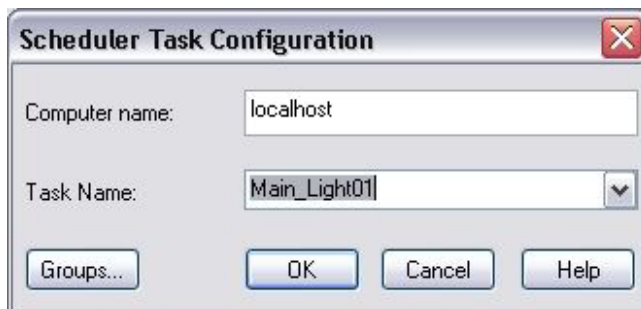 Scheduler Task Configuration
Computer name: localhost
Task Name: Main_Light01
Groups... OK Cancel Help